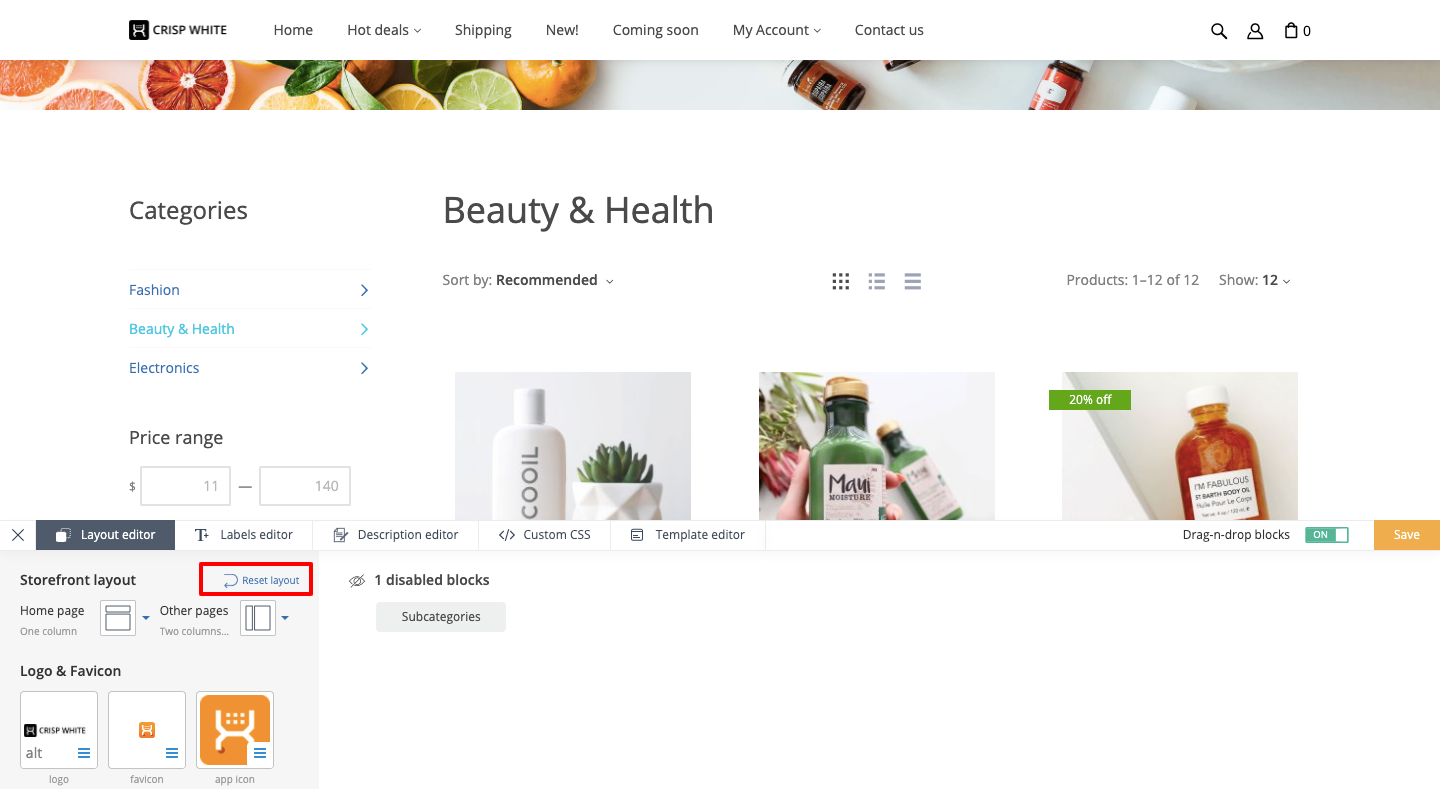 CRISP WHITE Home Hot deals Shipping New! Coming soon My Account Contact us 0
Categories
Beauty & Health
Sort by: Recommended Products: 1–12 of 12 Show: 12
Fashion
Beauty & Health
Electronics
Price range
$ 11 — 140
COOIL
Maui
MOISTURE
20% off
I'M FABULOUS
ST BARTH BODY OIL
Huile Pour Le Corps
Layout editor Labels editor Description editor Custom CSS Template editor Drag-n-drop blocks ON Save
Storefront layout Reset layout
Home page
One column
Other pages
Two columns...
1 disabled blocks
Subcategories
Logo & Favicon
CRISP WHITE
alt
logo favicon app icon